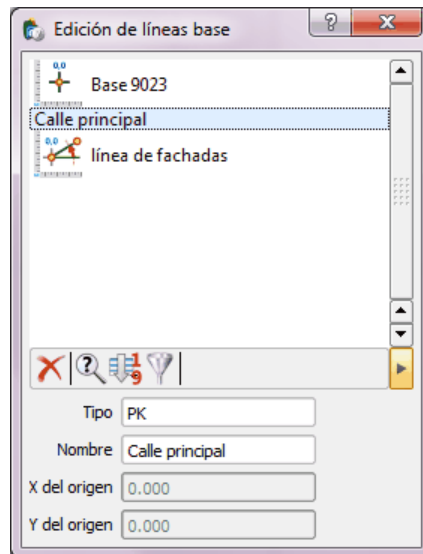 Edición de líneas base
?
0,0
Base 9023
Calle principal
0,0
línea de fachadas
?
1
9
Tipo PK
Nombre Calle principal
X del origen 0.000
Y del origen 0.000